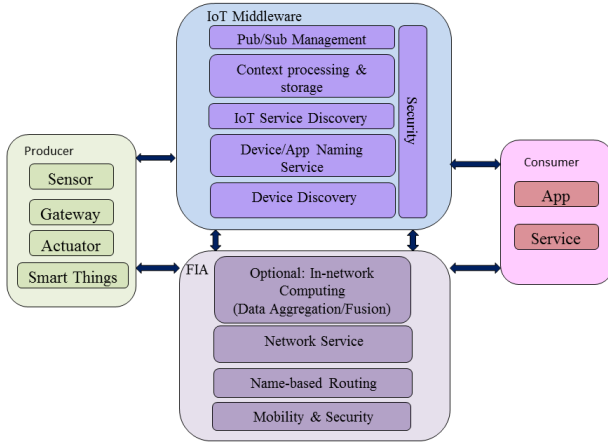 IoT Middleware
Pub/Sub Management
Context processing &
storage
IoT Service Discovery
Device/App Naming
Service
Device Discovery
Security
Producer
Sensor
Gateway
Actuator
Smart Things
Consumer
App
Service
FIA
Optional: In-network
Computing
(Data Aggregation/Fusion)
Network Service
Name-based Routing
Mobility & Security